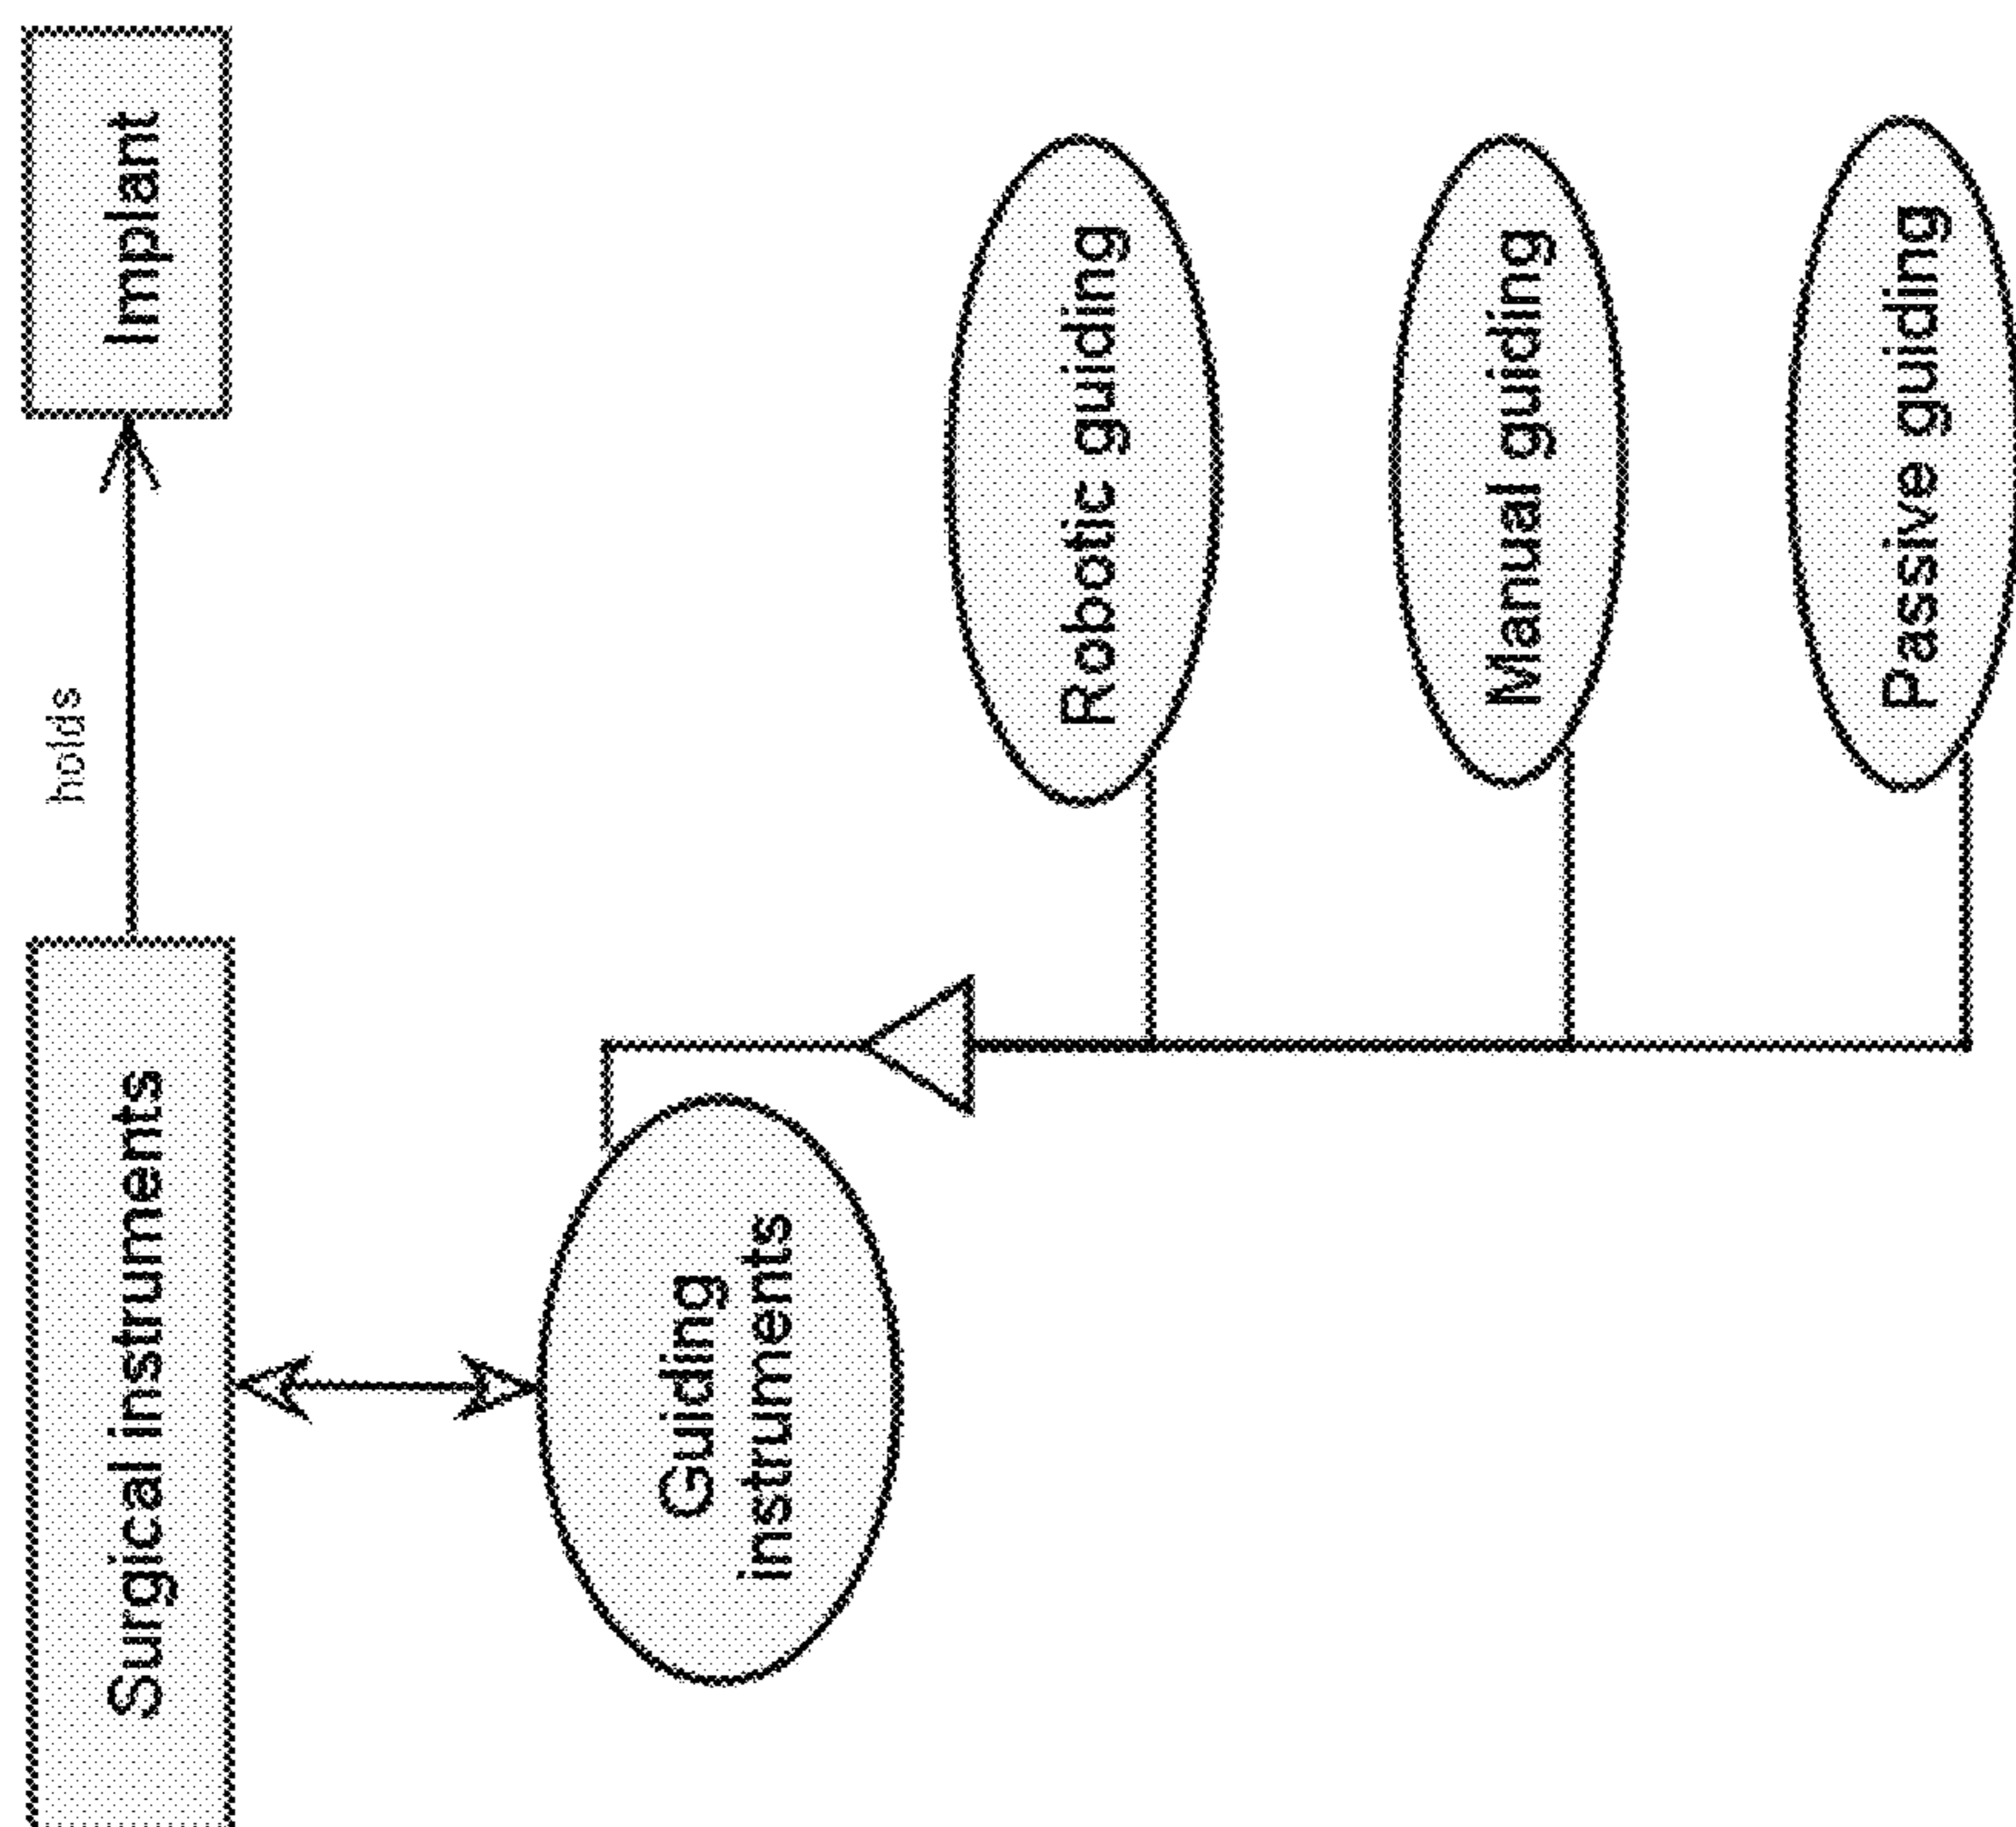 Surgical instruments
holds
Implant
Guiding
instruments
Robotic guiding
Manual guiding
Passive guiding